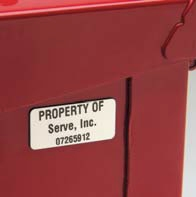 PROPERTY OF
Serve, Inc.
07265912